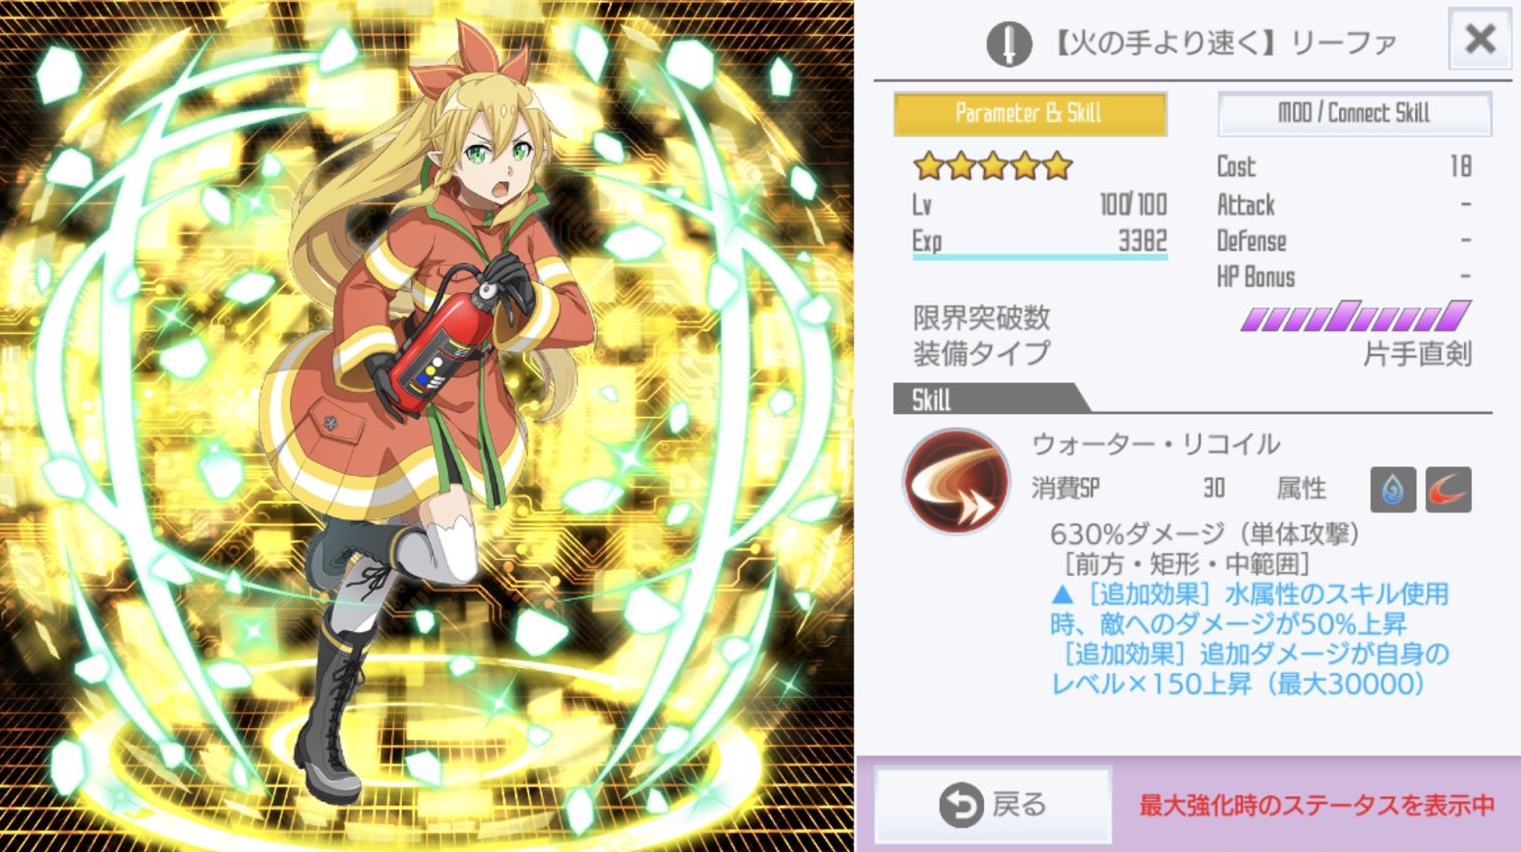 【火の手より速く】リーファ
Parameter & Skill
MOD / Connect Skill
Cost 18
Lv 100/100
Attack -
Exp 3382
Defense -
HP Bonus -
限界突破数
装備タイプ 片手直剣
Skill
ウォーター・リコイル
消費SP 30 属性
630%ダメージ（単体攻撃）
［前方・矩形・中範囲］
▲［追加効果］水属性のスキル使用
時、敵へのダメージが50%上昇
［追加効果］追加ダメージが自身の
レベル×150上昇（最大30000）
戻る
最大強化時のステータスを表示中